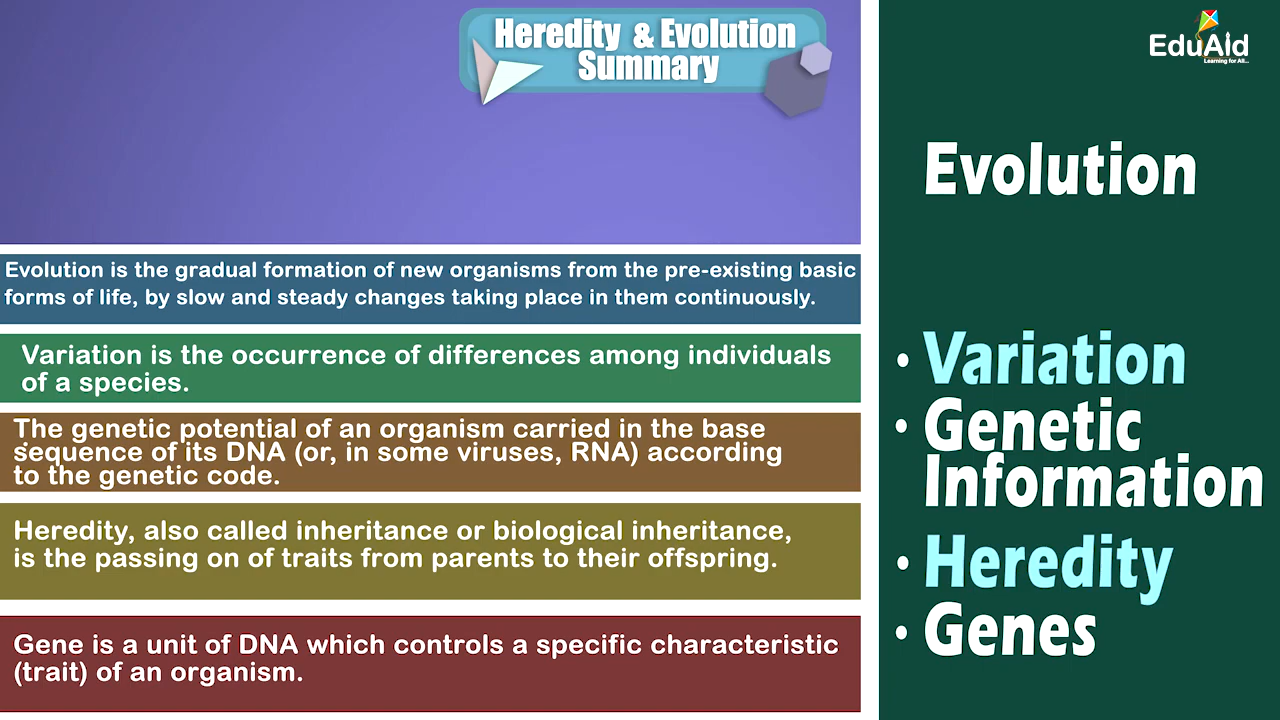 Heredity & Evolution
Summary
Evolution is the gradual formation of new organisms from the pre-existing basic
forms of life, by slow and steady changes taking place in them continuously.
Variation is the occurrence of differences among individuals
of a species.
The genetic potential of an organism carried in the base
sequence of its DNA (or, in some viruses, RNA) according
to the genetic code.
Heredity, also called inheritance or biological inheritance,
is the passing on of traits from parents to their offspring.
Gene is a unit of DNA which controls a specific characteristic
(trait) of an organism.
EduAid
Learning for All...
Evolution
• Variation
• Genetic
Information
• Heredity
• Genes